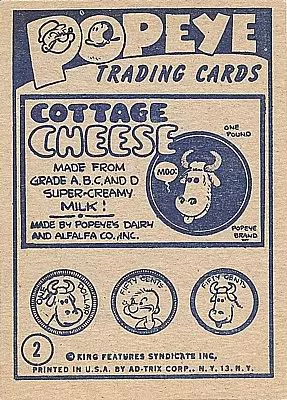 POPEYE
TRADING CARDS
COTTAGE
CHEESE
ONE
POUND
MADE FROM
GRADE A, B, C, AND D
SUPER-CREAMY
MILK!
MOO!
MADE BY POPEYE'S DAIRY
AND ALFALFA CO., INC.
POPEYE
BRAND
ONE DOLLAR
FIFTY CENTS
FIFTY CENTS
2
© KING FEATURES SYNDICATE INC,
PRINTED IN U.S.A. BY AD-TRIX CORP., N.Y. 13, N.Y.